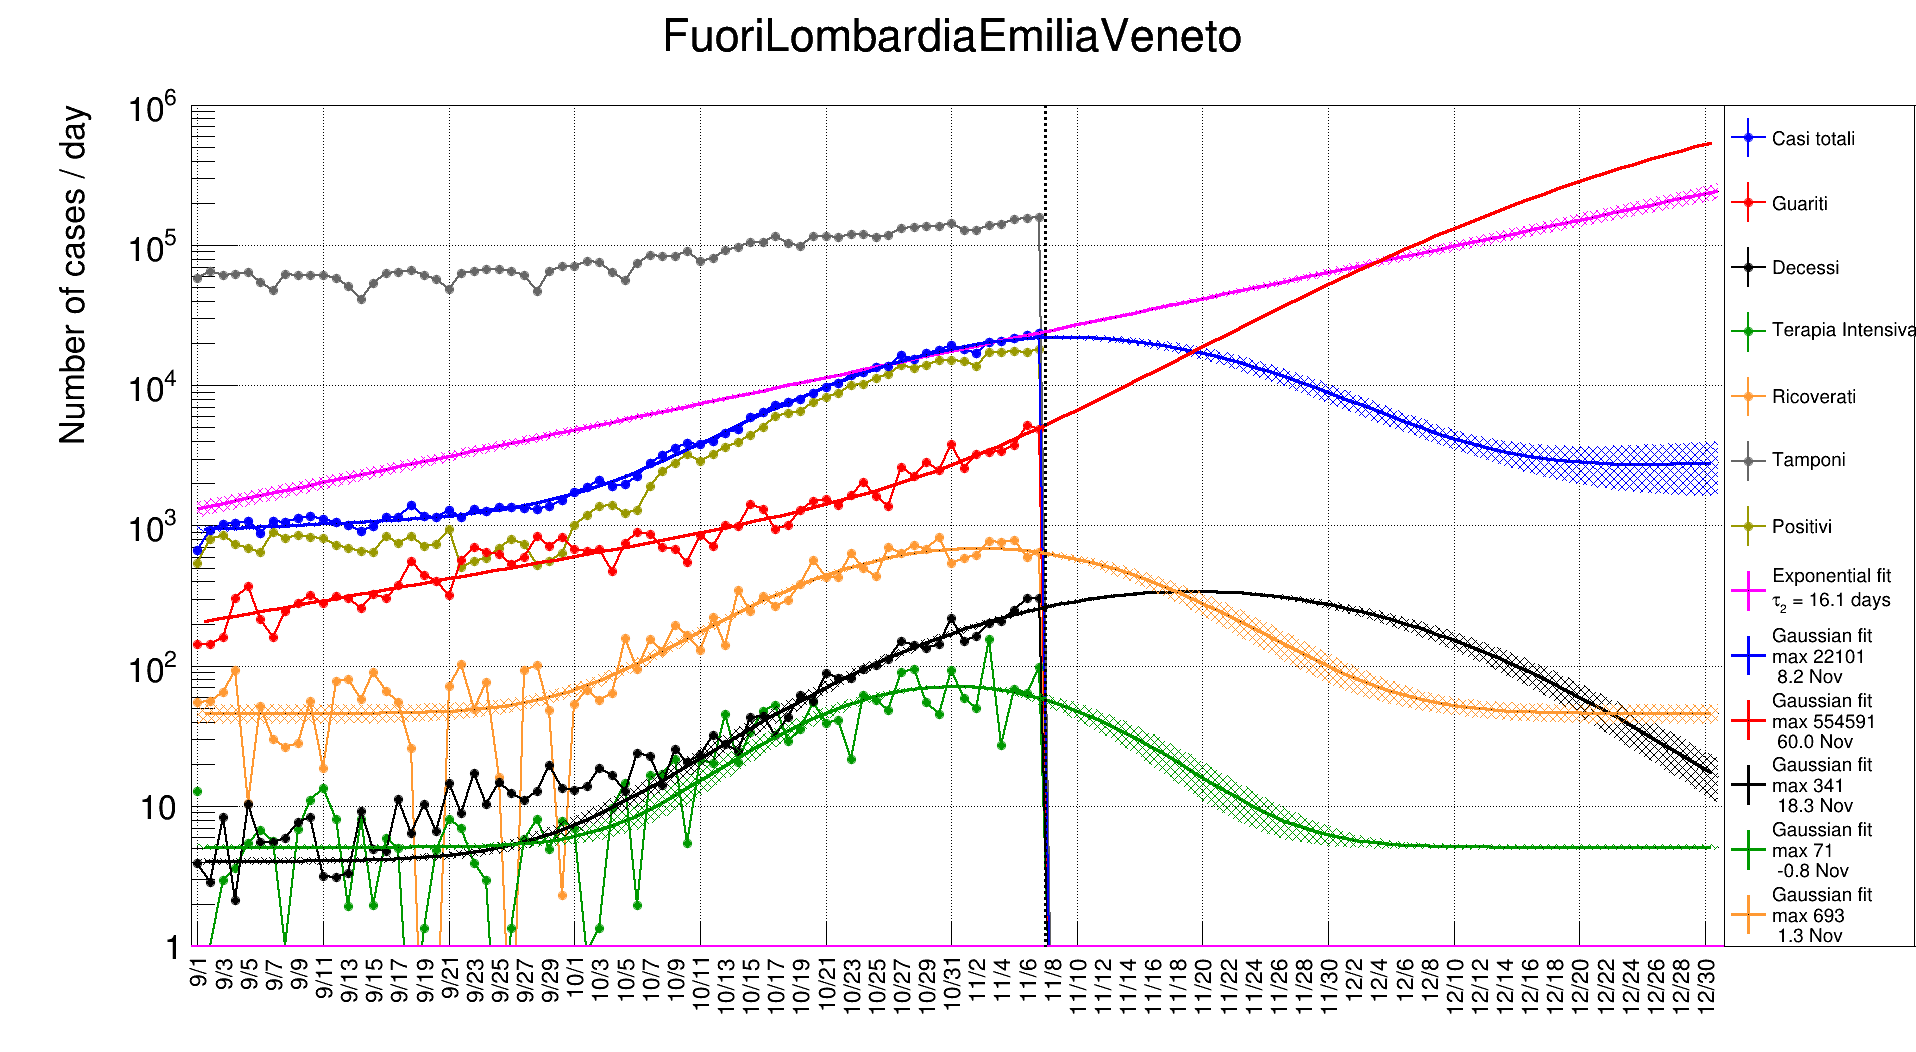 FuoriLombardiaEmiliaVeneto
Number of cases / day
10^6
10^5
10^4
10^3
10^2
10
1
9/1 9/3 9/5 9/7 9/9 9/11 9/13 9/15 9/17 9/19 9/21 9/23 9/25 9/27 9/29 10/1 10/3 10/5 10/7 10/9 10/11 10/13 10/15 10/17 10/19 10/21 10/23 10/25 10/27 10/29 10/31 11/2 11/4 11/6 11/8 11/10 11/12 11/14 11/16 11/18 11/20 11/22 11/24 11/26 11/28 11/30 12/2 12/4 12/6 12/8 12/10 12/12 12/14 12/16 12/18 12/20 12/22 12/24 12/26 12/28 12/30
Casi totali
Guariti
Decessi
Terapia Intensiva
Ricoverati
Tamponi
Positivi
Exponential fit
τ_2 = 16.1 days
Gaussian fit
max 22101
8.2 Nov
Gaussian fit
max 554591
60.0 Nov
Gaussian fit
max 341
18.3 Nov
Gaussian fit
max 71
-0.8 Nov
Gaussian fit
max 693
1.3 Nov